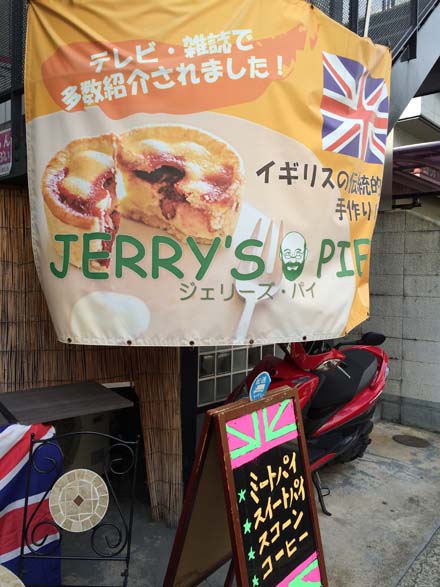 テレビ・雑誌で
多数紹介されました！
イギリスの伝統的
手作り
JERRY'S PIE
ジェリーズ・パイ
ミートパイ
スイートパイ
スコーン
コーヒー